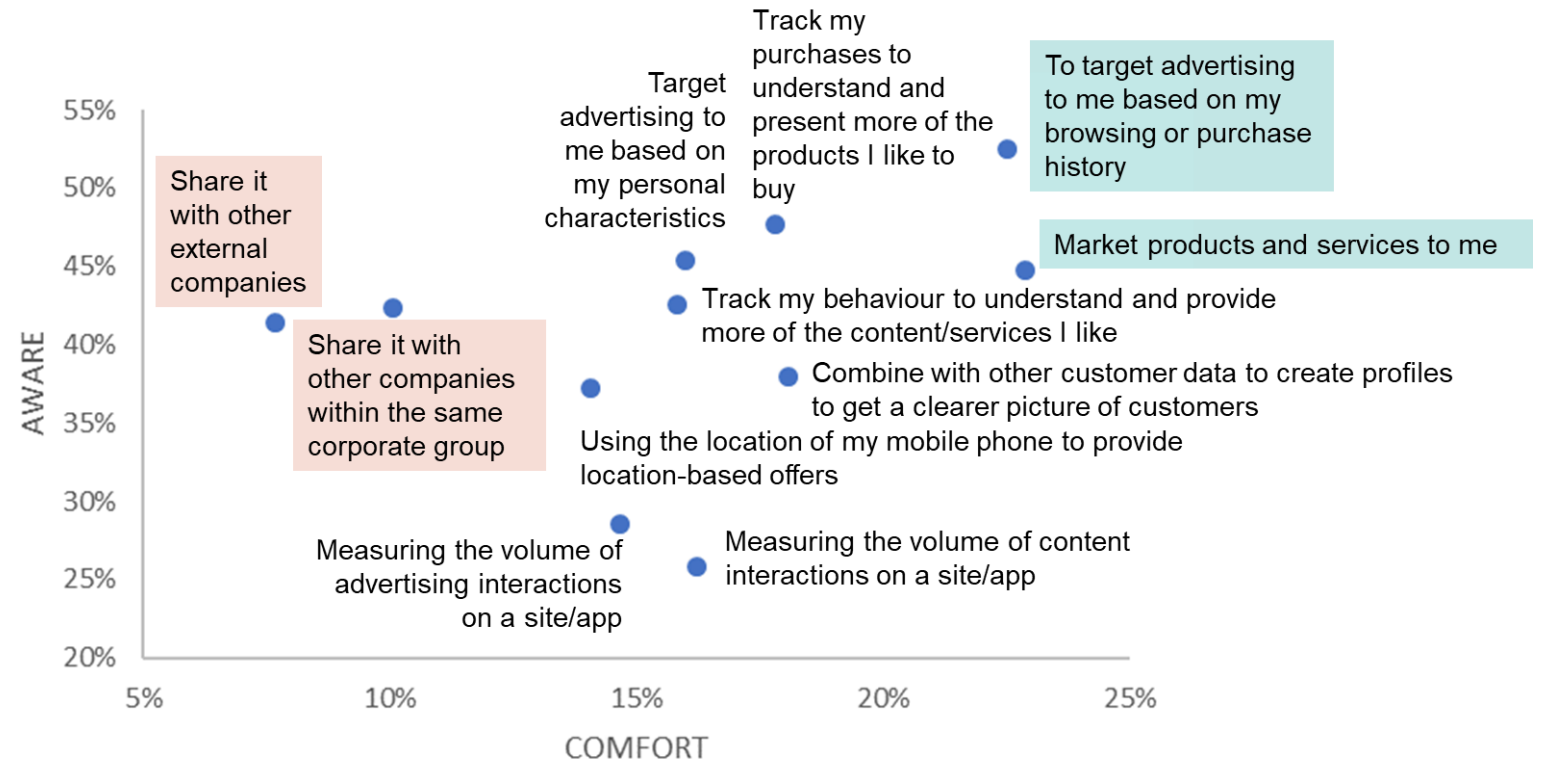 Track my
purchases to
understand and
present more of the
products I like to
buy
Target
advertising to
me based on
my personal
characteristics
To target advertising
to me based on my
browsing or purchase
history
Share it
with other
external
companies
Market products and services to me
Track my behaviour to understand and provide
more of the content/services I like
Share it with
other companies
within the same
corporate group
Combine with other customer data to create profiles
to get a clearer picture of customers
Using the location of my mobile phone to provide
location-based offers
Measuring the volume of
advertising interactions
on a site/app
Measuring the volume of content
interactions on a site/app
AWARE
55%
50%
45%
40%
35%
30%
25%
20%
5%
10%
15%
20%
25%
COMFORT